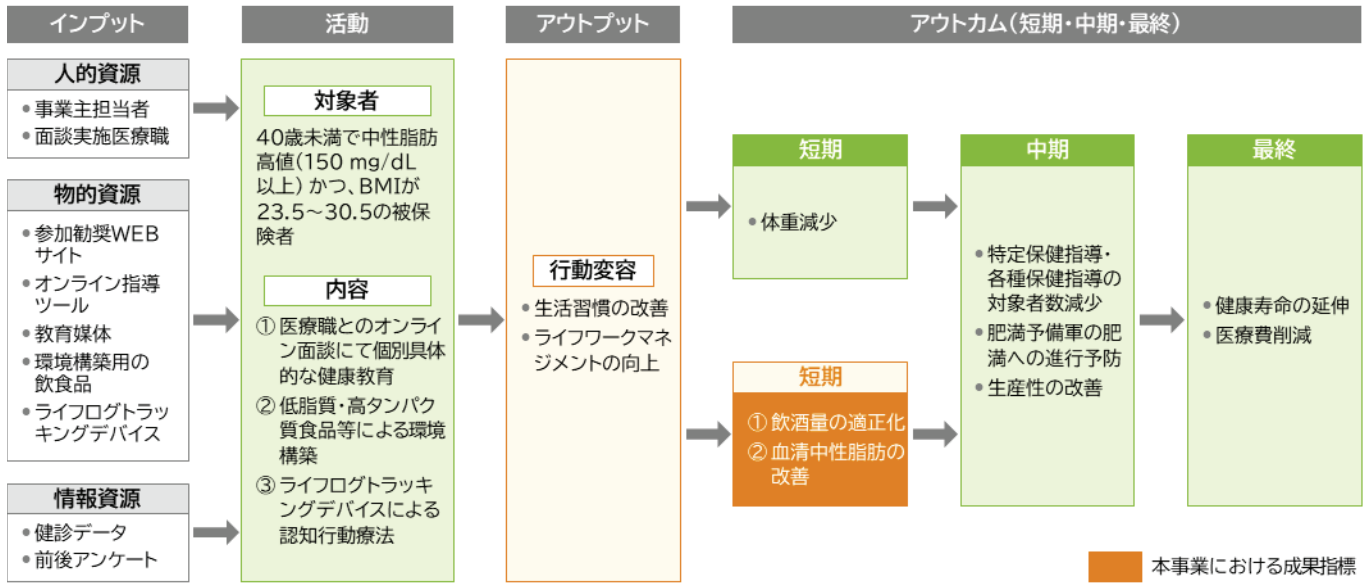 インプット
人的資源
●事業主担当者
●面談実施医療職
物的資源
●参加勧奨WEB
サイト
●オンライン指導
ツール
●教育媒体
●環境構築用の
飲食品
●ライフログトラッ
キングデバイス
情報資源
●健診データ
●前後アンケート
活動
対象者
40歳未満で中性脂肪
高値(150 mg/dL
以上) かつ、BMIが
23.5〜30.5の被保
険者
内容
① 医療職とのオンライ
ン面談にて個別具体
的な健康教育
② 低脂質・高タンパク
質食品等による環境
構築
③ ライフログトラッキ
ングデバイスによる
認知行動療法
アウトプット
行動変容
●生活習慣の改善
●ライフワークマネ
ジメントの向上
アウトカム(短期・中期・最終)
短期
●体重減少
短期
① 飲酒量の適正化
② 血清中性脂肪の
改善
中期
●特定保健指導・
各種保健指導の
対象者数減少
●肥満予備軍の肥
満への進行予防
●生産性の改善
最終
●健康寿命の延伸
●医療費削減
本事業における成果指標